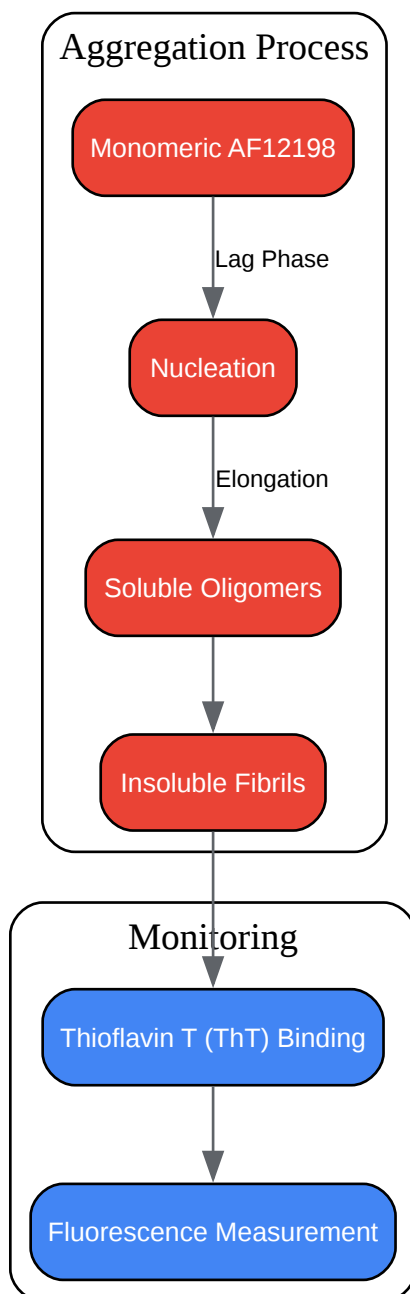 Aggregation Process
Monomeric AF12198
Lag Phase
Nucleation
Elongation
Soluble Oligomers
Insoluble Fibrils
Monitoring
Thioflavin T (ThT) Binding
Fluorescence Measurement